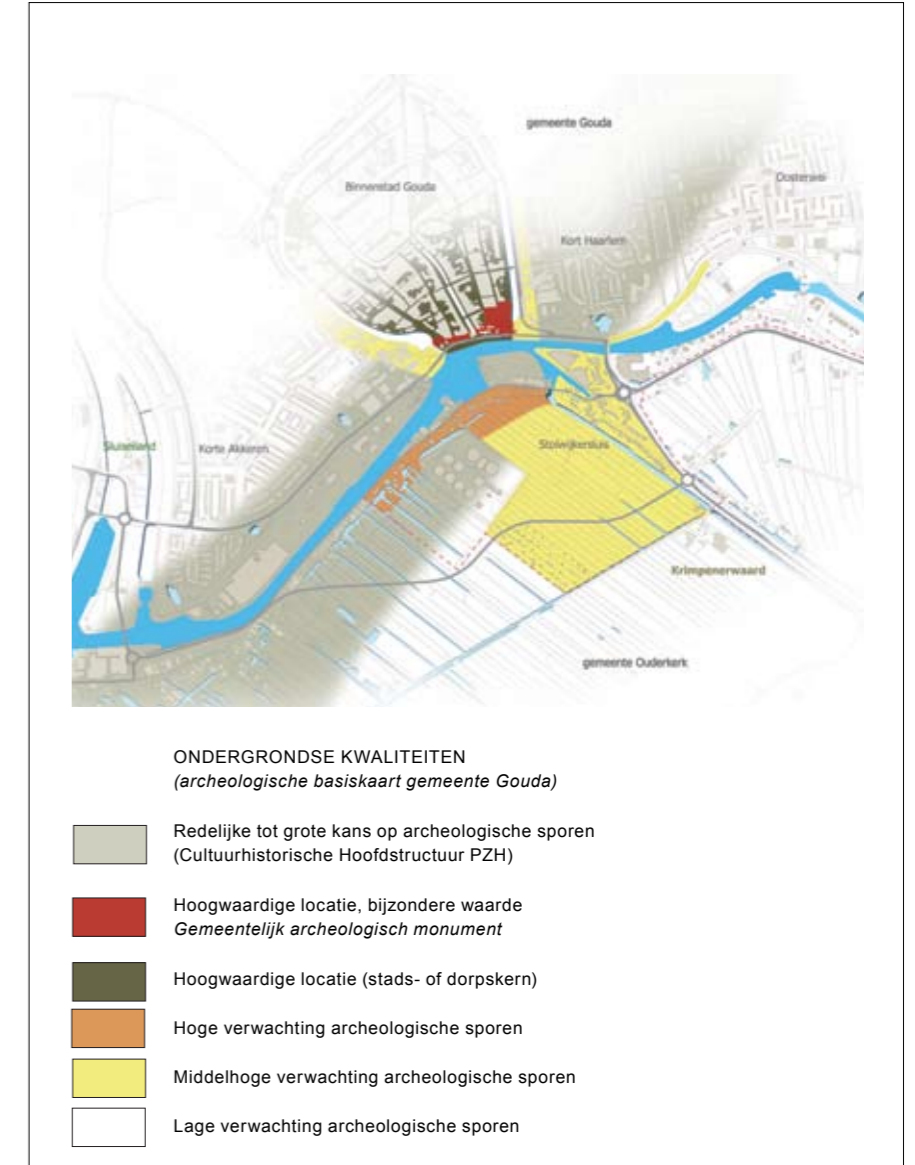 gemeente Gouda
Binnenstad Gouda
Oosterwei
Kort Haarlem
Sluiseiland
Korte Akkeren
Stolwijkersluis
Krimpenerwaard
gemeente Ouderkerk
ONDERGRONDSE KWALITEITEN
(archeologische basiskaart gemeente Gouda)
Redelijke tot grote kans op archeologische sporen
(Cultuurhistorische Hoofdstructuur PZH)
Hoogwaardige locatie, bijzondere waarde
Gemeentelijk archeologisch monument
Hoogwaardige locatie (stads- of dorpskern)
Hoge verwachting archeologische sporen
Middelhoge verwachting archeologische sporen
Lage verwachting archeologische sporen